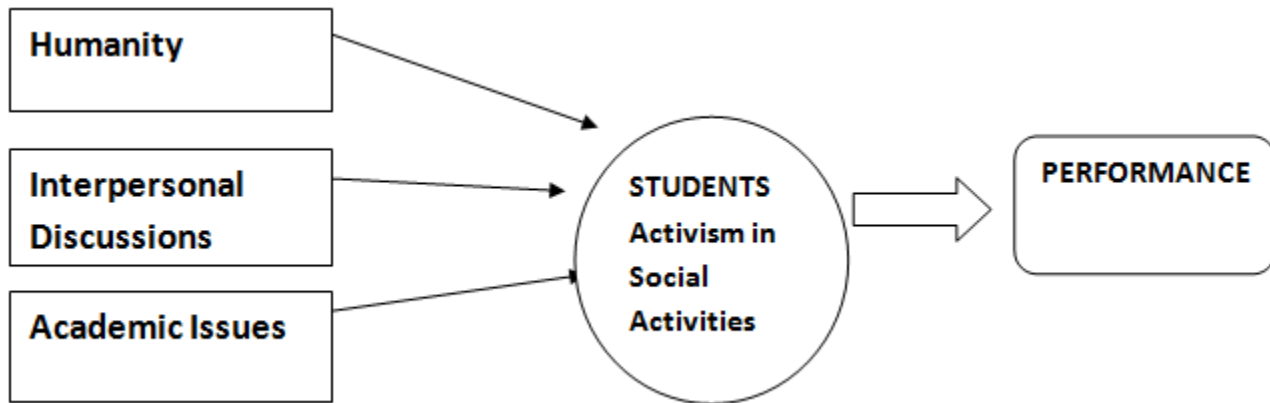 Humanity
Interpersonal
Discussions
Academic Issues
STUDENTS
Activism in
Social
Activities
PERFORMANCE